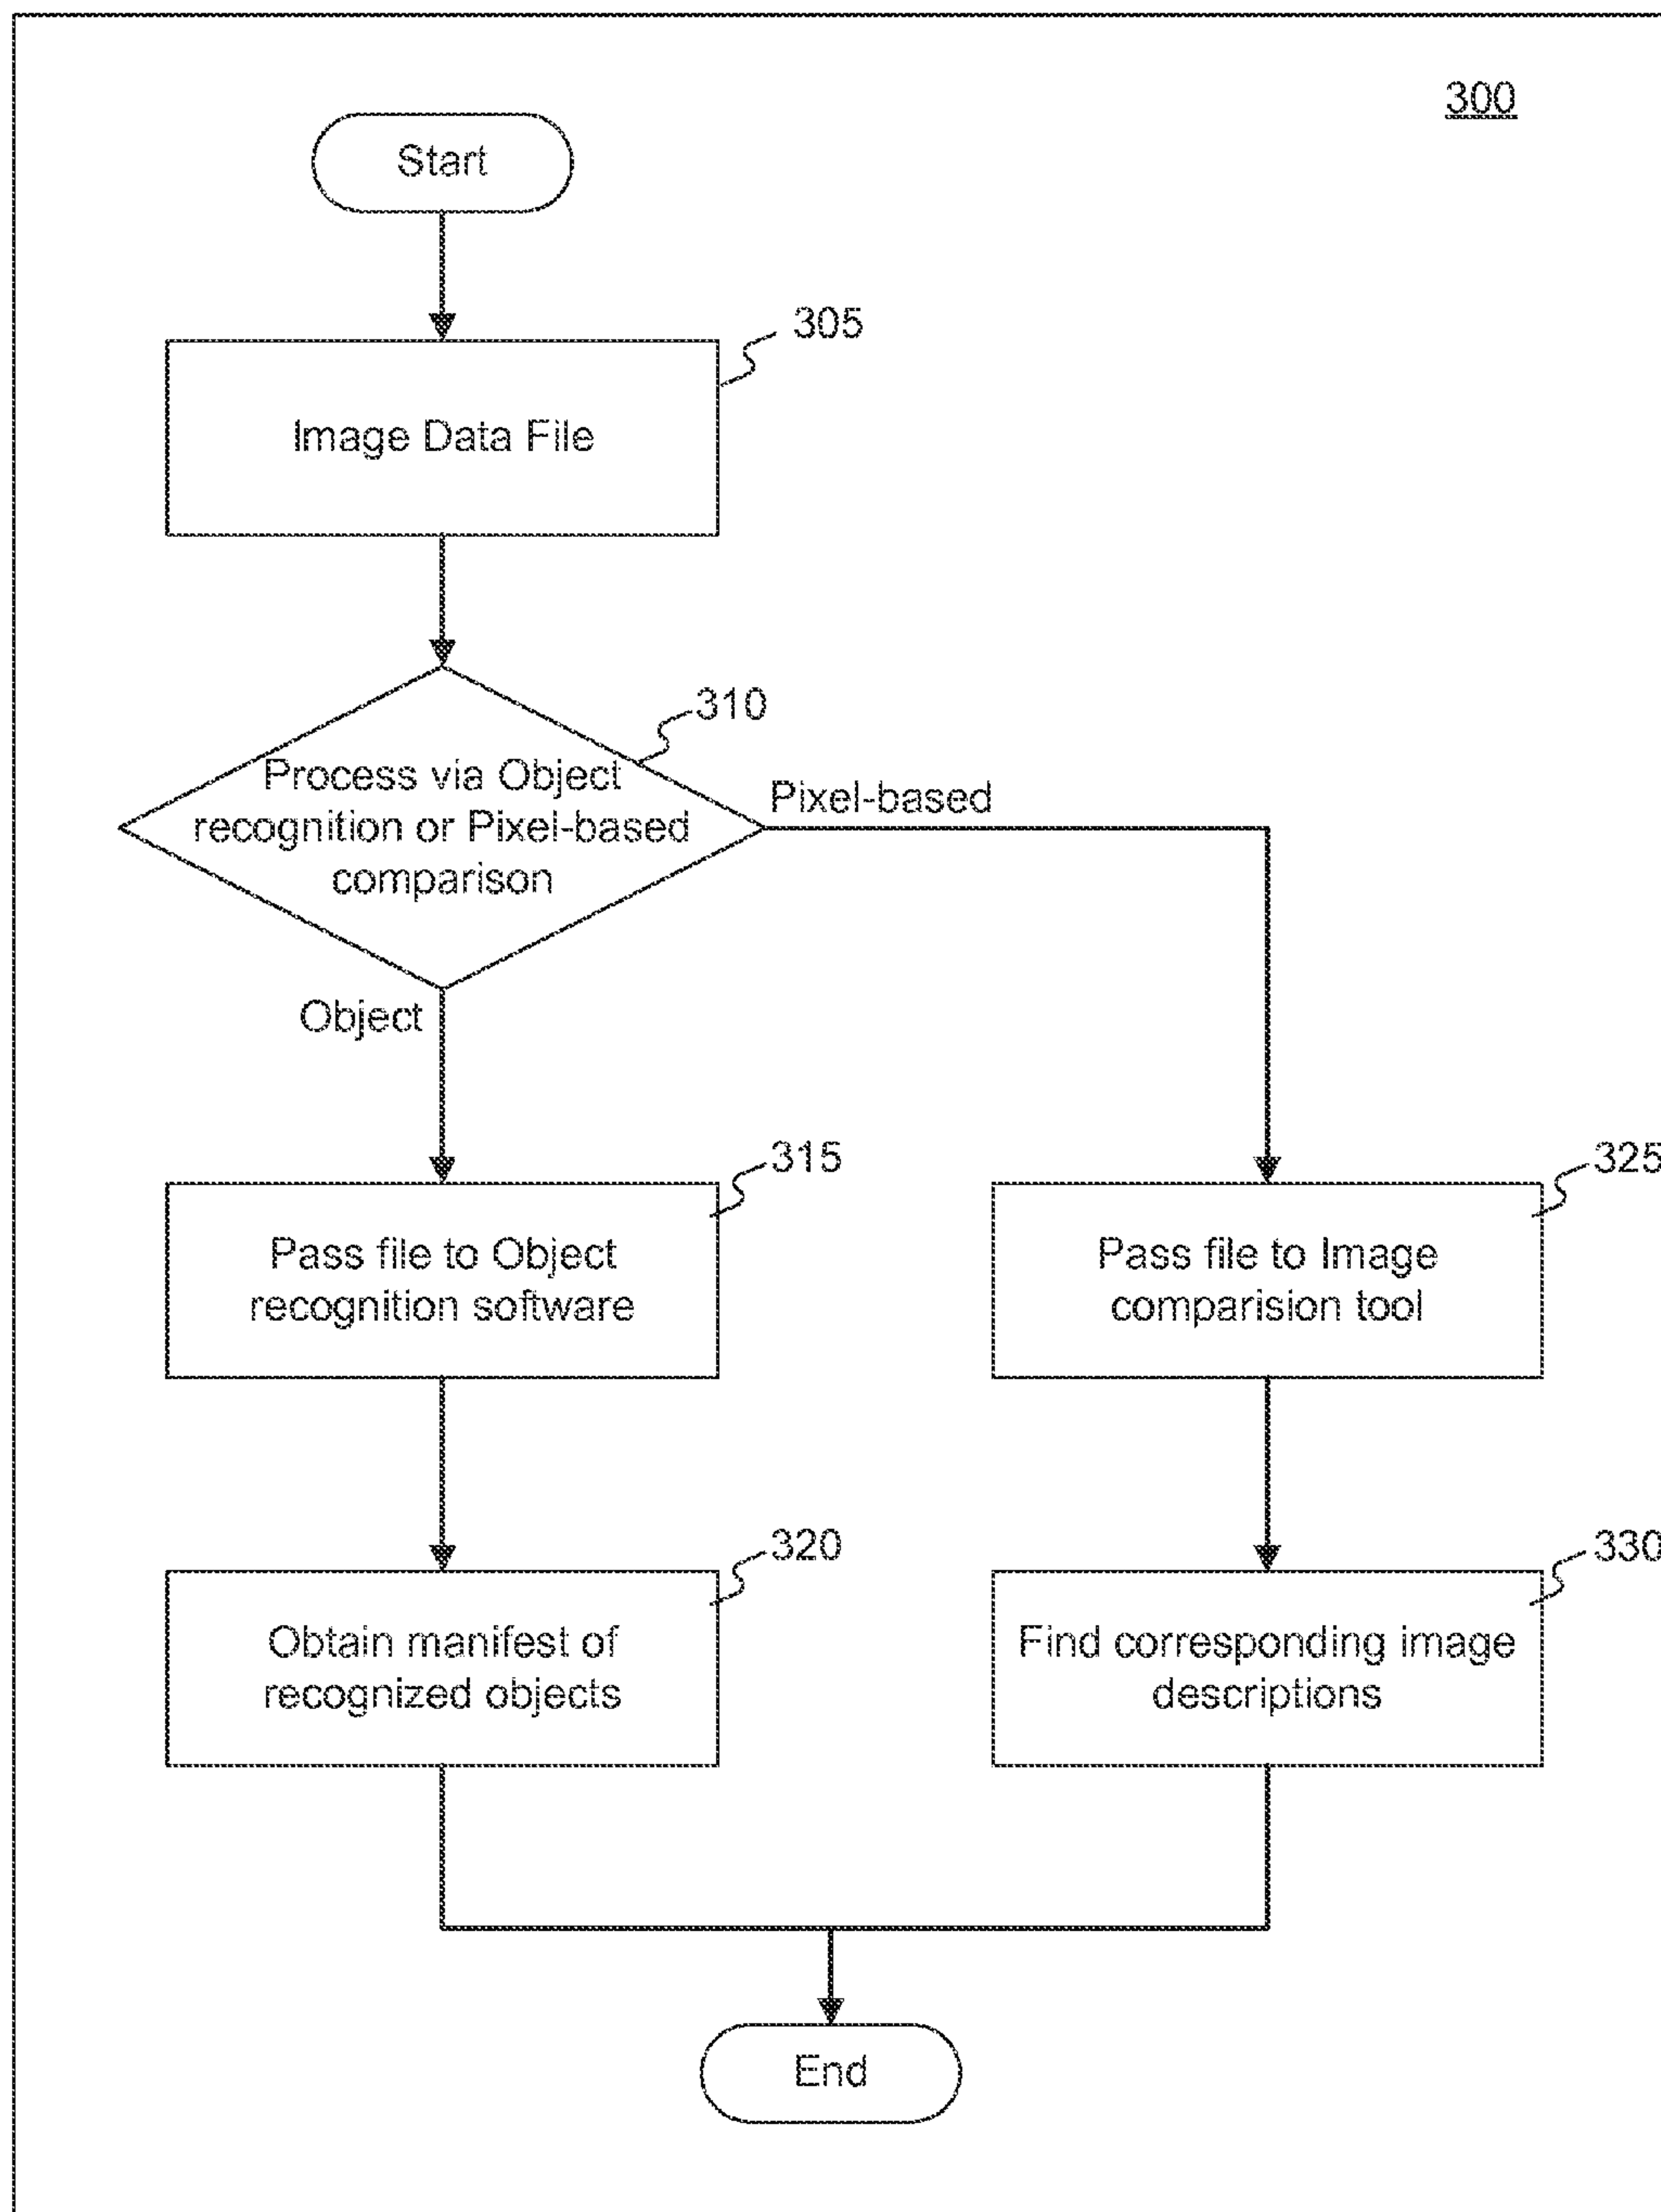 300
Start
305
Image Data File
310
Process via Object
recognition or Pixel-based
comparison
Pixel-based
Object
315
Pass file to Object
recognition software
325
Pass file to Image
comparision tool
320
Obtain manifest of
recognized objects
330
Find corresponding image
descriptions
End